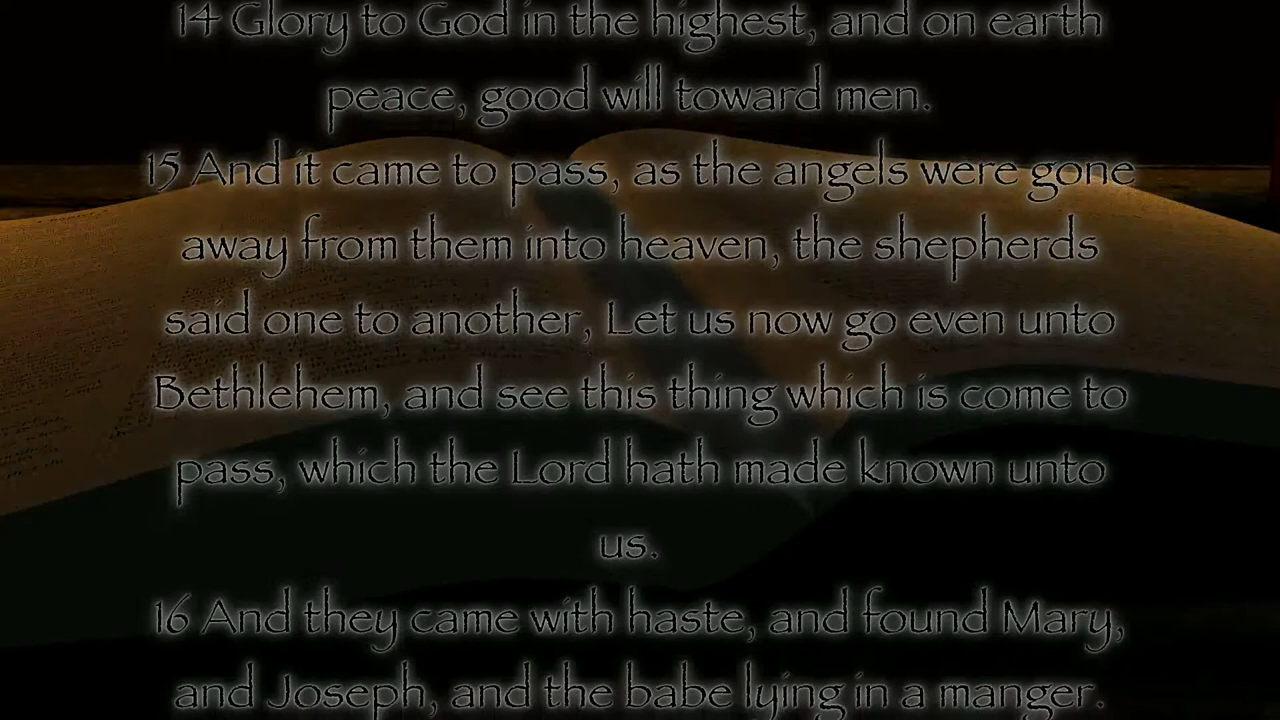 14 Glory to God in the highest, and on earth
peace, good will toward men.
15 And it came to pass, as the angels were gone
away from them into heaven, the shepherds
said one to another, Let us now go even unto
Bethlehem, and see this thing which is come to
pass, which the Lord hath made known unto
us.
16 And they came with haste, and found Mary,
and Joseph, and the babe lying in a manger.